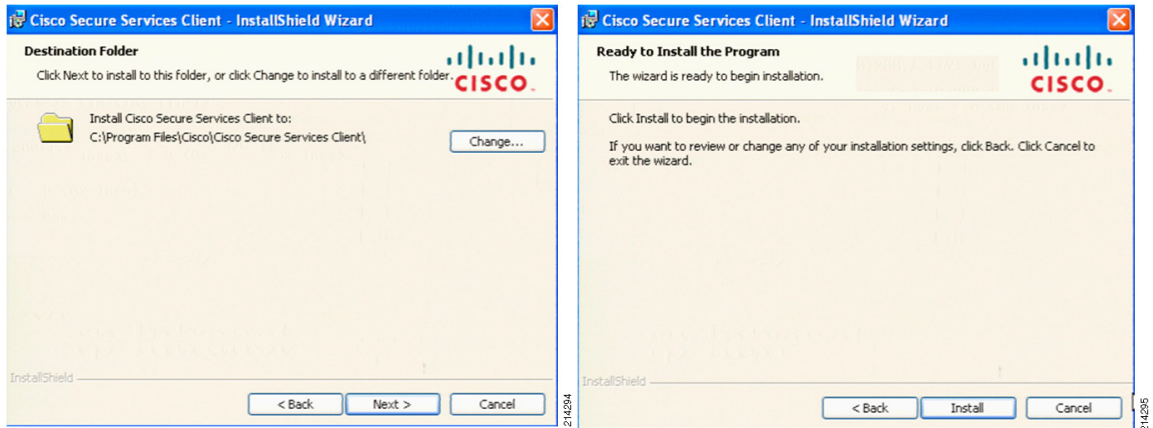 Cisco Secure Services Client - InstallShield Wizard
Destination Folder
Click Next to install to this folder, or click Change to install to a different folder.
CISCO
Install Cisco Secure Services Client to:
C:\Program Files\Cisco\Cisco Secure Services Client\
Change...
InstallShield
< Back
Next >
Cancel
214294
Cisco Secure Services Client - InstallShield Wizard
Ready to Install the Program
The wizard is ready to begin installation.
CISCO
Click Install to begin the installation.
If you want to review or change any of your installation settings, click Back. Click Cancel to
exit the wizard.
InstallShield
< Back
Install
Cancel
214295